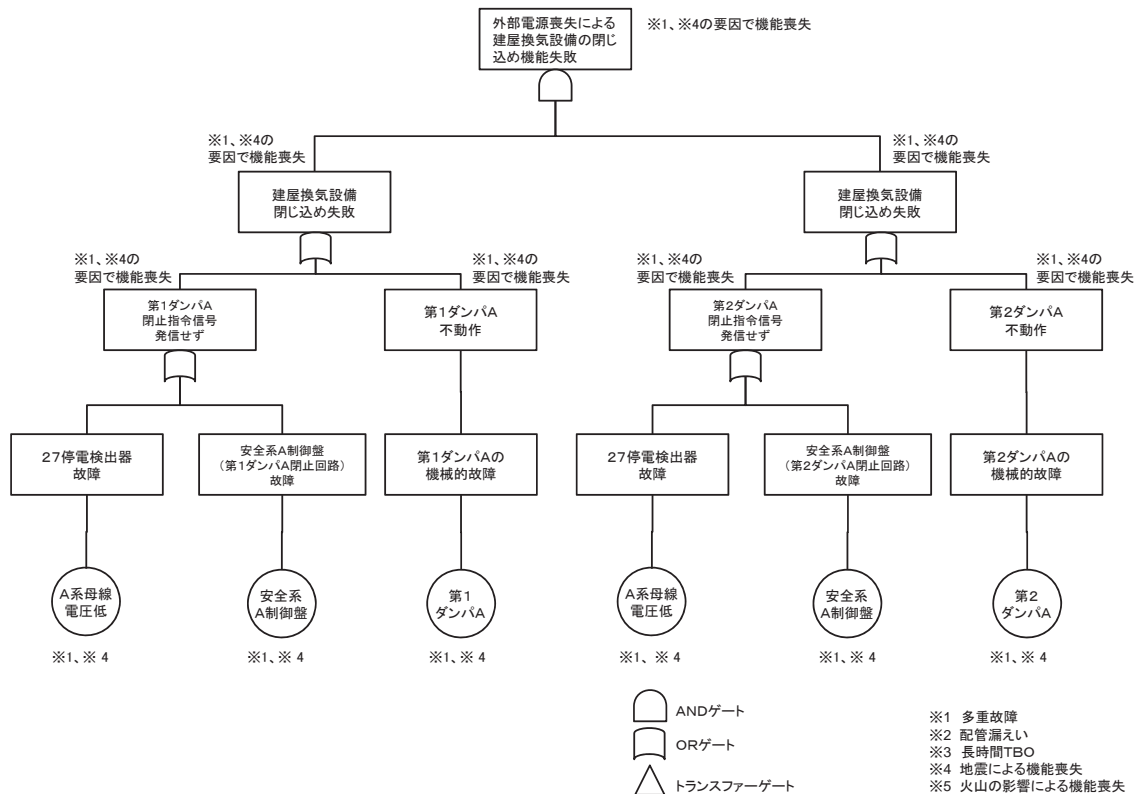 外部電源喪失による
建屋換気設備の閉じ
込め機能失敗
※1、※4の要因で機能喪失
※1、※4の
要因で機能喪失
※1、※4の
要因で機能喪失
建屋換気設備
閉じ込め失敗
建屋換気設備
閉じ込め失敗
※1、※4の
要因で機能喪失
※1、※4の
要因で機能喪失
※1、※4の
要因で機能喪失
※1、※4の
要因で機能喪失
第1ダンパA
閉止指令信号
発信せず
第1ダンパA
不動作
第2ダンパA
閉止指令信号
発信せず
第2ダンパA
不動作
27停電検出器
故障
安全系A制御盤
（第1ダンパA閉止回路）
故障
第1ダンパAの
機械的故障
27停電検出器
故障
安全系A制御盤
（第2ダンパA閉止回路）
故障
第2ダンパAの
機械的故障
A系母線
電圧低
安全系
A制御盤
第1
ダンパA
A系母線
電圧低
安全系
A制御盤
第2
ダンパA
※1、※ 4
※1、※ 4
※1、※ 4
※1、※ 4
※1、※ 4
※1、※ 4
ANDゲート
ORゲート
トランスファーゲート
※1 多重故障
※2 配管漏えい
※3 長時間TBO
※4 地震による機能喪失
※5 火山の影響による機能喪失